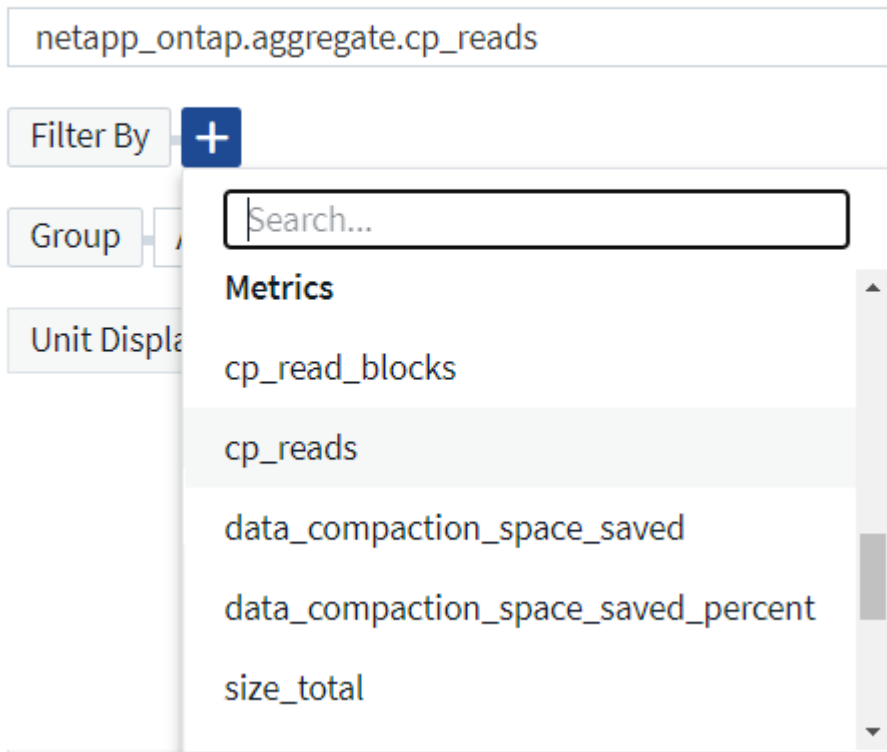 netapp_ontap.aggregate.cp_reads
Filter By
Search...
Group
Metrics
Unit Displa
cp_read_blocks
cp_reads
data_compaction_space_saved
data_compaction_space_saved_percent
size_total